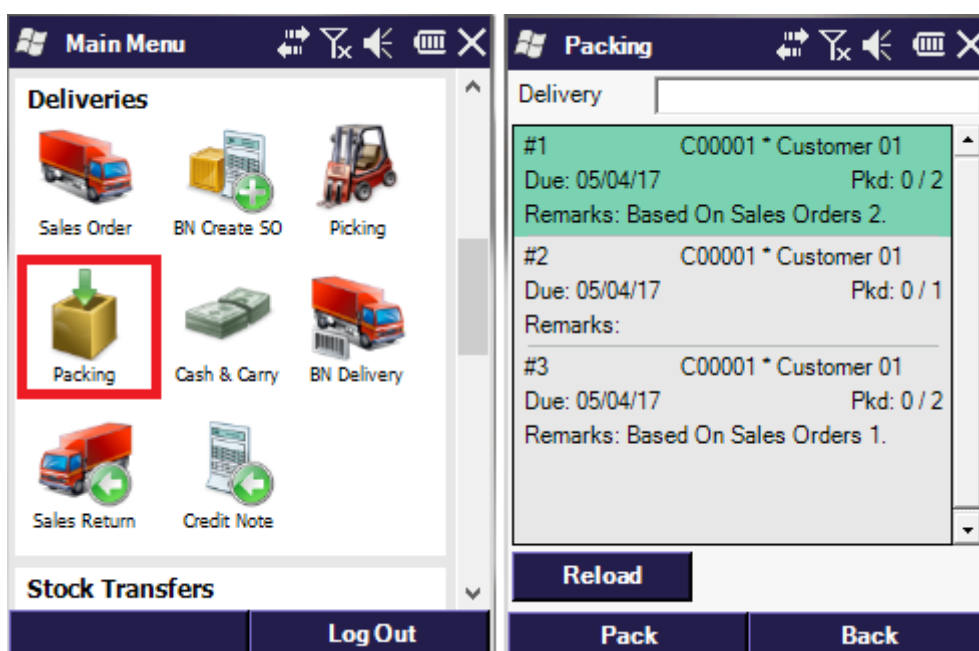 Main Menu
Deliveries
Sales Order
BN Create SO
Picking
Packing
Cash & Carry
BN Delivery
Sales Return
Credit Note
Stock Transfers
Log Out
Packing
Delivery
#1 C00001 * Customer 01
Due: 05/04/17 Pkd: 0 / 2
Remarks: Based On Sales Orders 2.
#2 C00001 * Customer 01
Due: 05/04/17 Pkd: 0 / 1
Remarks:
#3 C00001 * Customer 01
Due: 05/04/17 Pkd: 0 / 2
Remarks: Based On Sales Orders 1.
Reload
Pack
Back